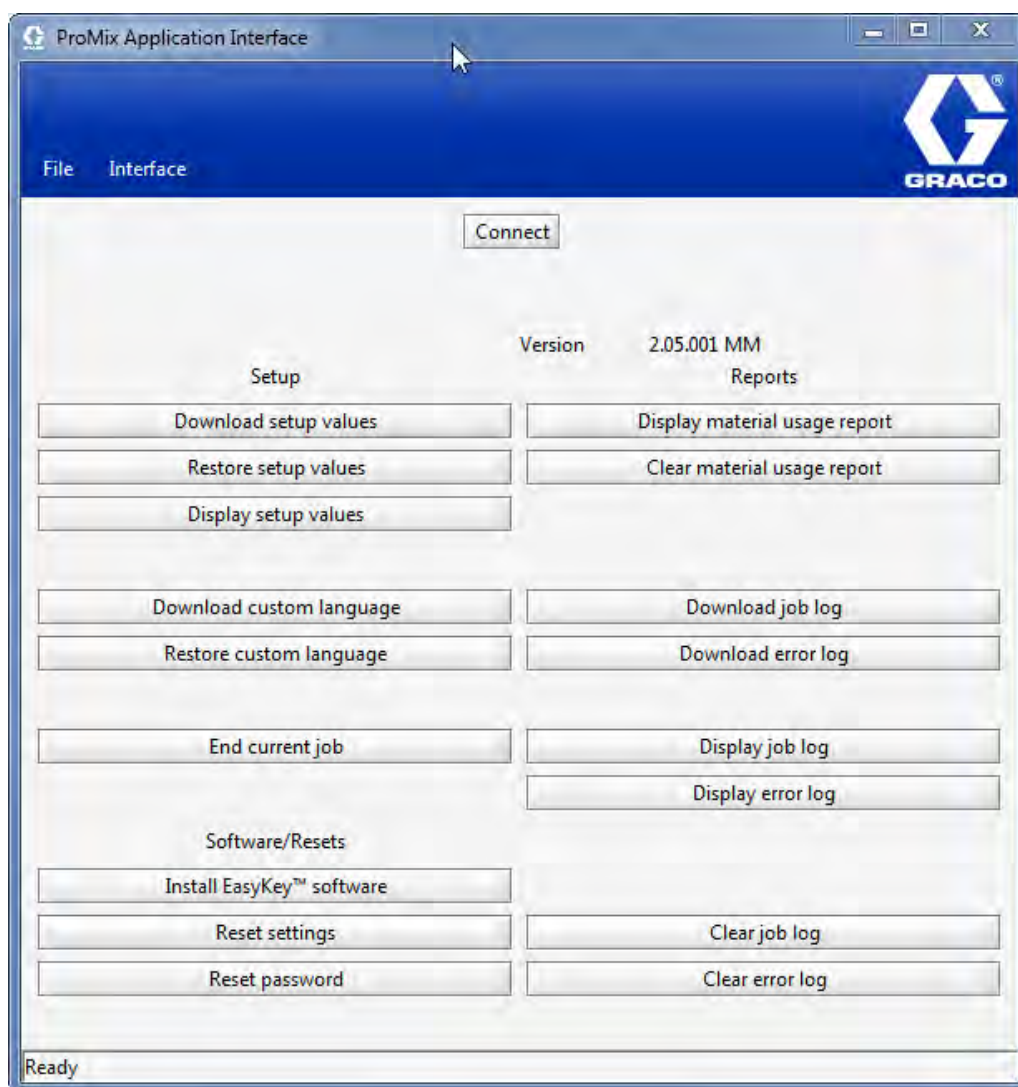 ProMix Application Interface
GRACO
File Interface
Connect
Version 2.05.001 MM
Setup Reports
Download setup values Display material usage report
Restore setup values Clear material usage report
Display setup values
Download custom language Download job log
Restore custom language Download error log
End current job Display job log
Display error log
Software/Resets
Install EasyKey™ software
Reset settings Clear job log
Reset password Clear error log
Ready